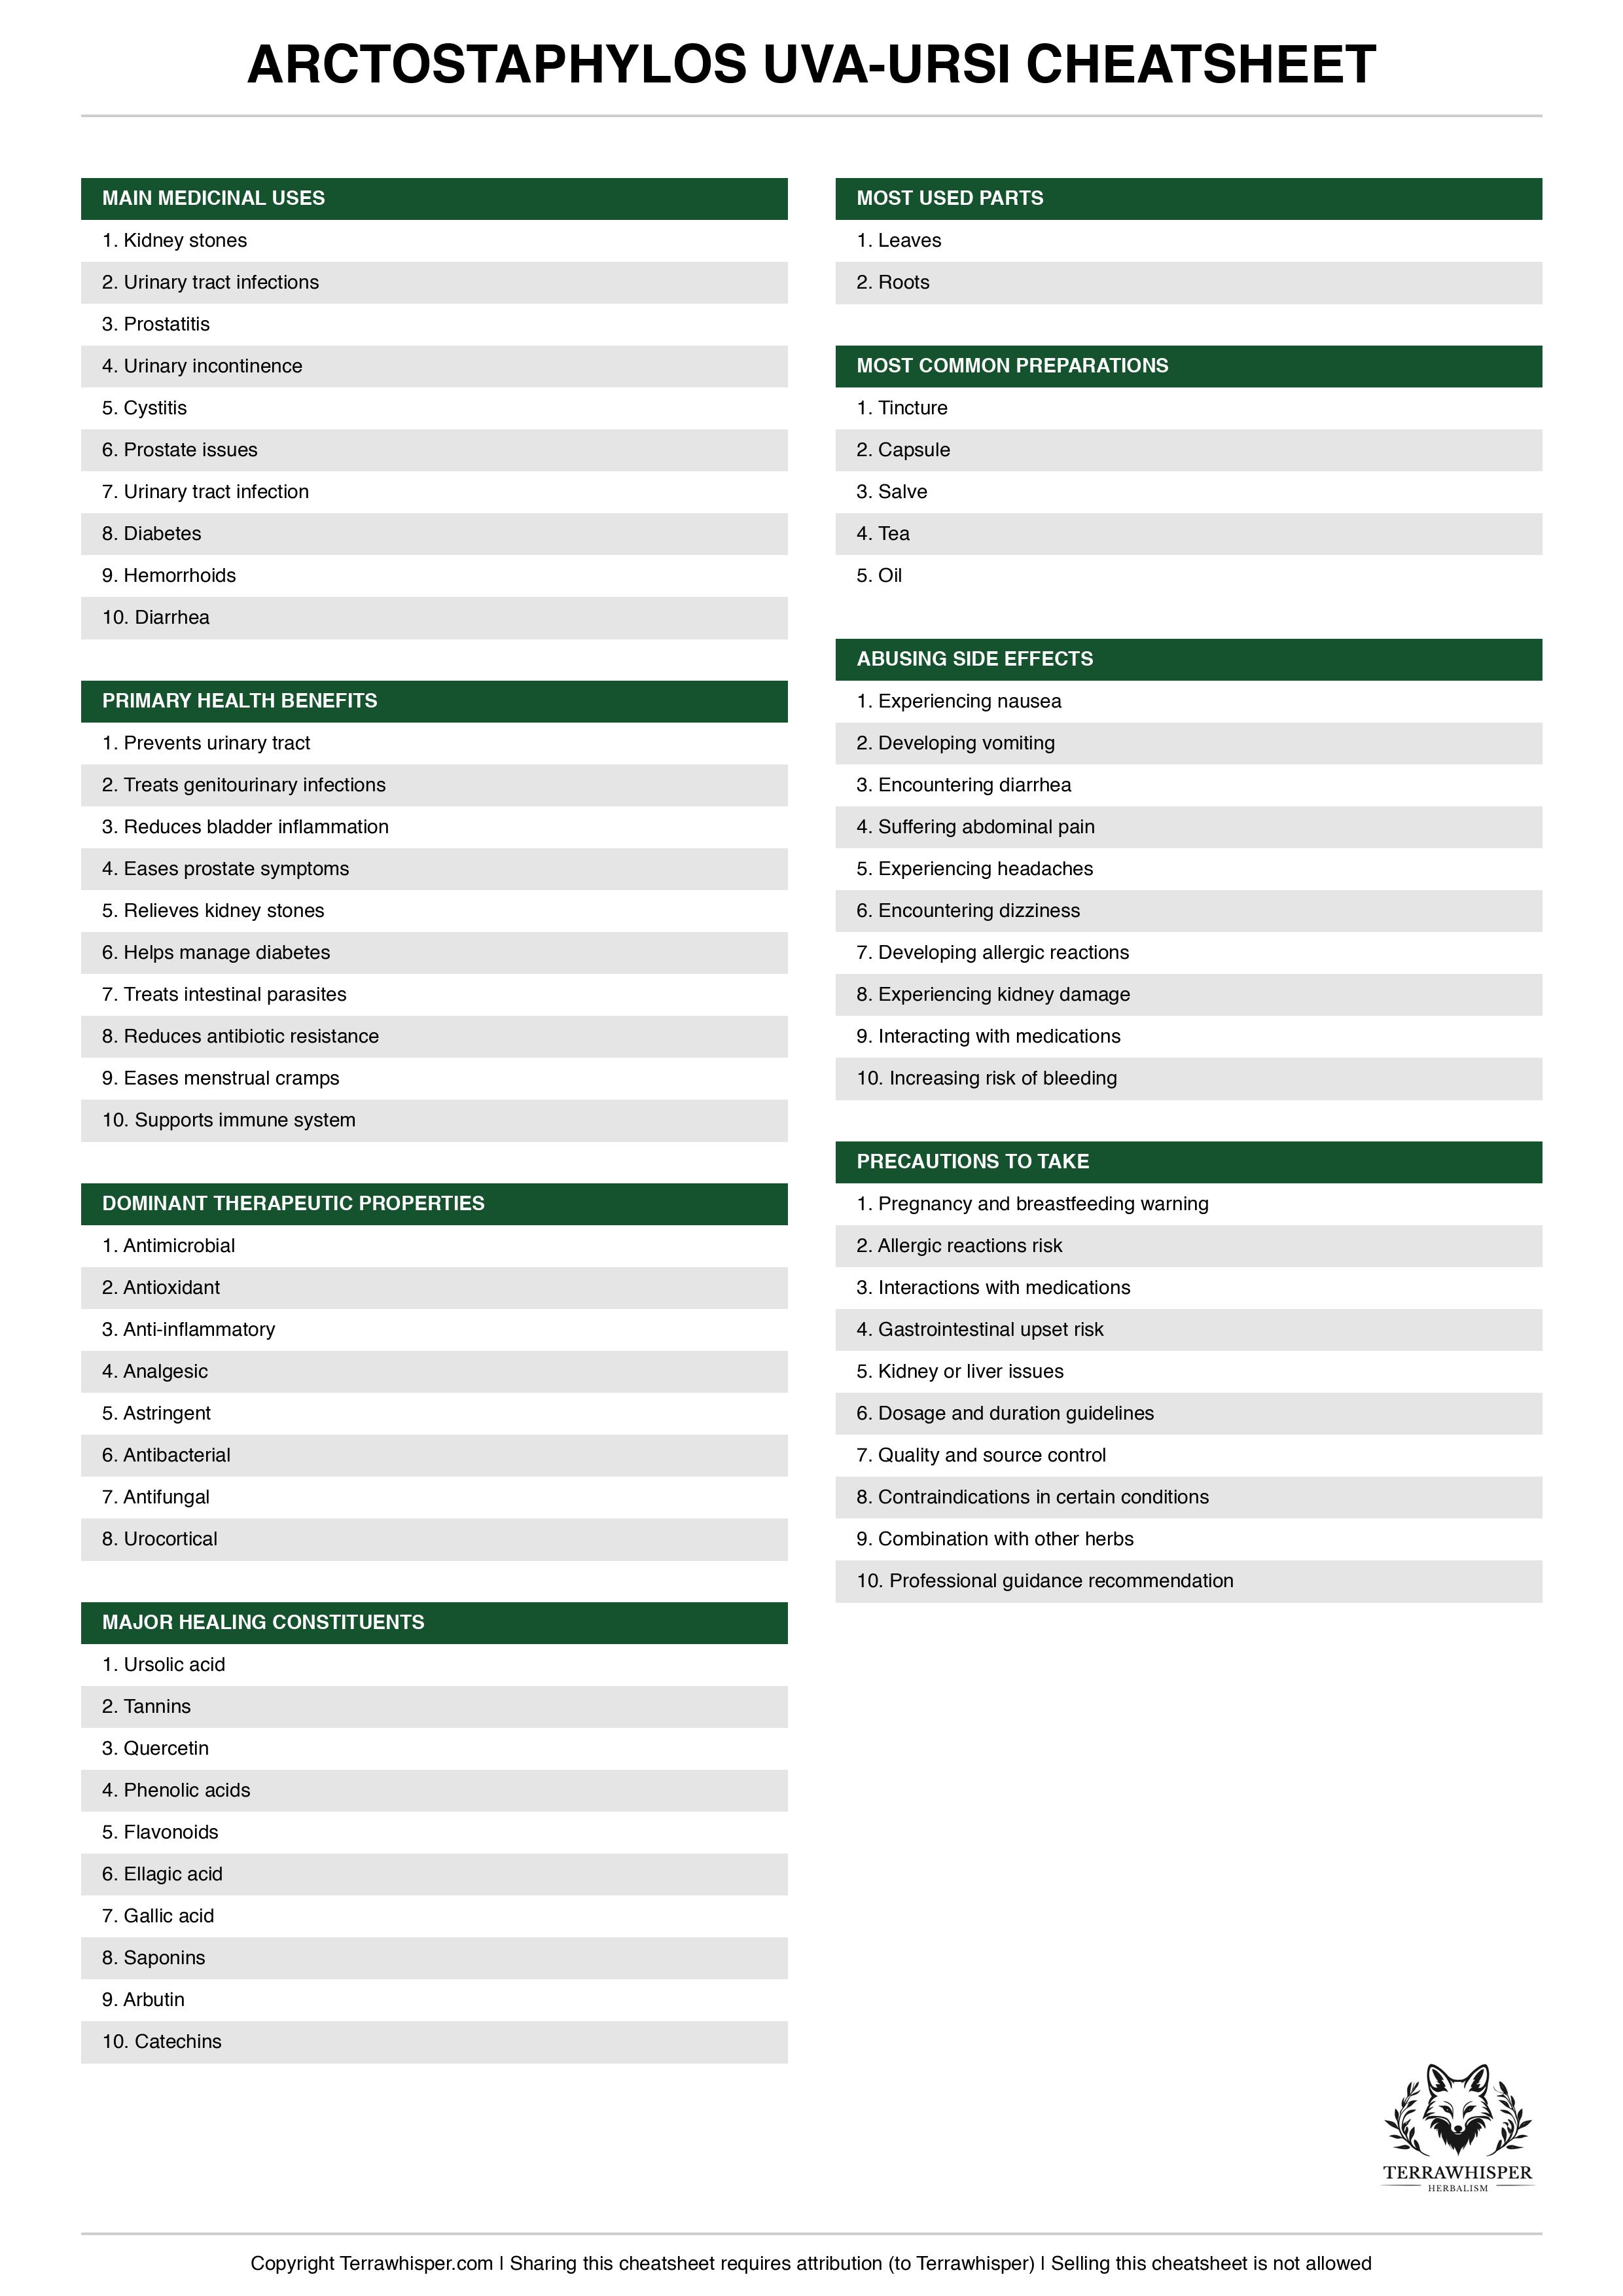 ARCTOSTAPHYLOS UVA-URSI CHEATSHEET
MAIN MEDICINAL USES
1. Kidney stones
2. Urinary tract infections
3. Prostatitis
4. Urinary incontinence
5. Cystitis
6. Prostate issues
7. Urinary tract infection
8. Diabetes
9. Hemorrhoids
10. Diarrhea
PRIMARY HEALTH BENEFITS
1. Prevents urinary tract
2. Treats genitourinary infections
3. Reduces bladder inflammation
4. Eases prostate symptoms
5. Relieves kidney stones
6. Helps manage diabetes
7. Treats intestinal parasites
8. Reduces antibiotic resistance
9. Eases menstrual cramps
10. Supports immune system
DOMINANT THERAPEUTIC PROPERTIES
1. Antimicrobial
2. Antioxidant
3. Anti-inflammatory
4. Analgesic
5. Astringent
6. Antibacterial
7. Antifungal
8. Urocortical
MAJOR HEALING CONSTITUENTS
1. Ursolic acid
2. Tannins
3. Quercetin
4. Phenolic acids
5. Flavonoids
6. Ellagic acid
7. Gallic acid
8. Saponins
9. Arbutin
10. Catechins
MOST USED PARTS
1. Leaves
2. Roots
MOST COMMON PREPARATIONS
1. Tincture
2. Capsule
3. Salve
4. Tea
5. Oil
ABUSING SIDE EFFECTS
1. Experiencing nausea
2. Developing vomiting
3. Encountering diarrhea
4. Suffering abdominal pain
5. Experiencing headaches
6. Encountering dizziness
7. Developing allergic reactions
8. Experiencing kidney damage
9. Interacting with medications
10. Increasing risk of bleeding
PRECAUTIONS TO TAKE
1. Pregnancy and breastfeeding warning
2. Allergic reactions risk
3. Interactions with medications
4. Gastrointestinal upset risk
5. Kidney or liver issues
6. Dosage and duration guidelines
7. Quality and source control
8. Contraindications in certain conditions
9. Combination with other herbs
10. Professional guidance recommendation
TERRAWHISPER
HERBALISM
Copyright Terrawhisper.com | Sharing this cheatsheet requires attribution (to Terrawhisper) | Selling this cheatsheet is not allowed